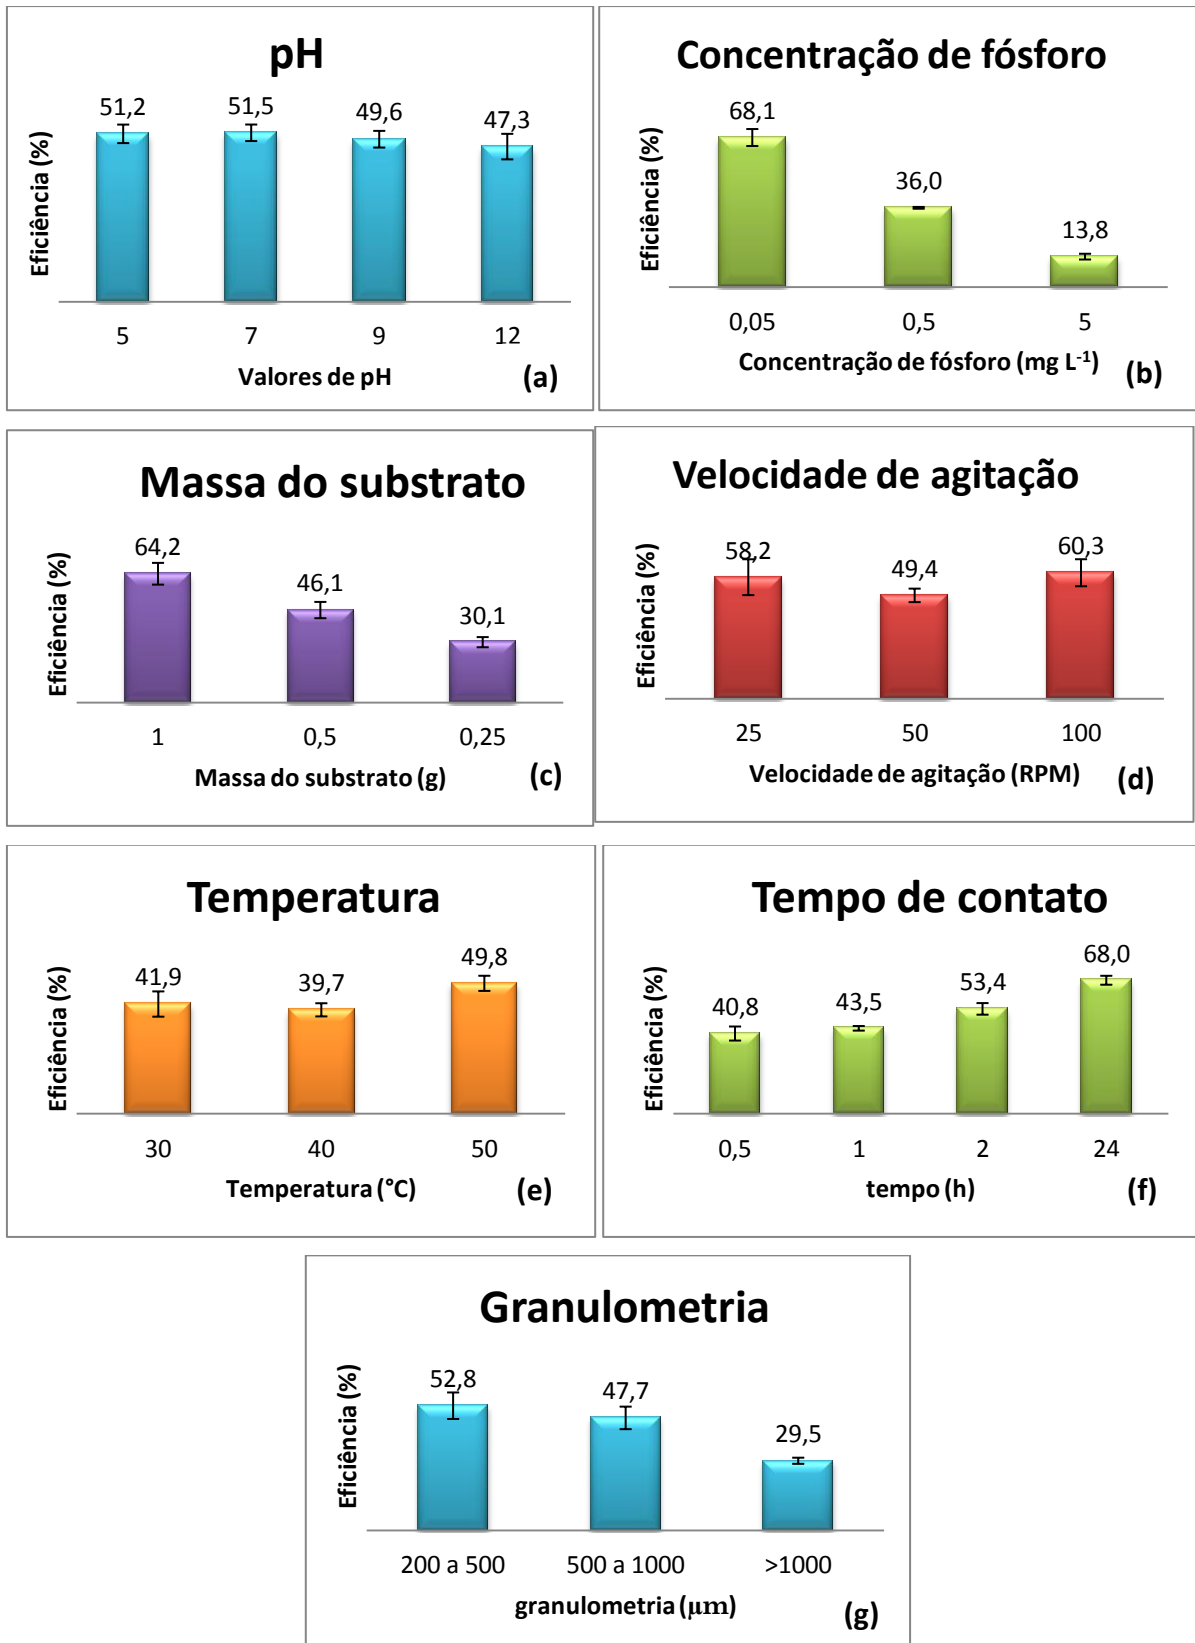 pH
51,2 51,5 49,6 47,3
Eficiência (%)
5 7 9 12
Valores de pH
(a)
Concentração de fósforo
68,1 36,0 13,8
Eficiência (%)
0,05 0,5 5
Concentração de fósforo (mg L⁻¹)
(b)
Massa do substrato
64,2 46,1 30,1
Eficiência (%)
1 0,5 0,25
Massa do substrato (g)
(c)
Velocidade de agitação
58,2 49,4 60,3
Eficiência (%)
25 50 100
Velocidade de agitação (RPM)
(d)
Temperatura
41,9 39,7 49,8
Eficiência (%)
30 40 50
Temperatura (°C)
(e)
Tempo de contato
40,8 43,5 53,4 68,0
Eficiência (%)
0,5 1 2 24
tempo (h)
(f)
Granulometria
52,8 47,7 29,5
Eficiência (%)
200 a 500 500 a 1000 >1000
granulometria (µm)
(g)